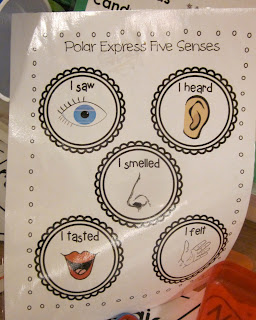 Polar Express Five Senses
I saw
I heard
I smelled
I tasted
I felt